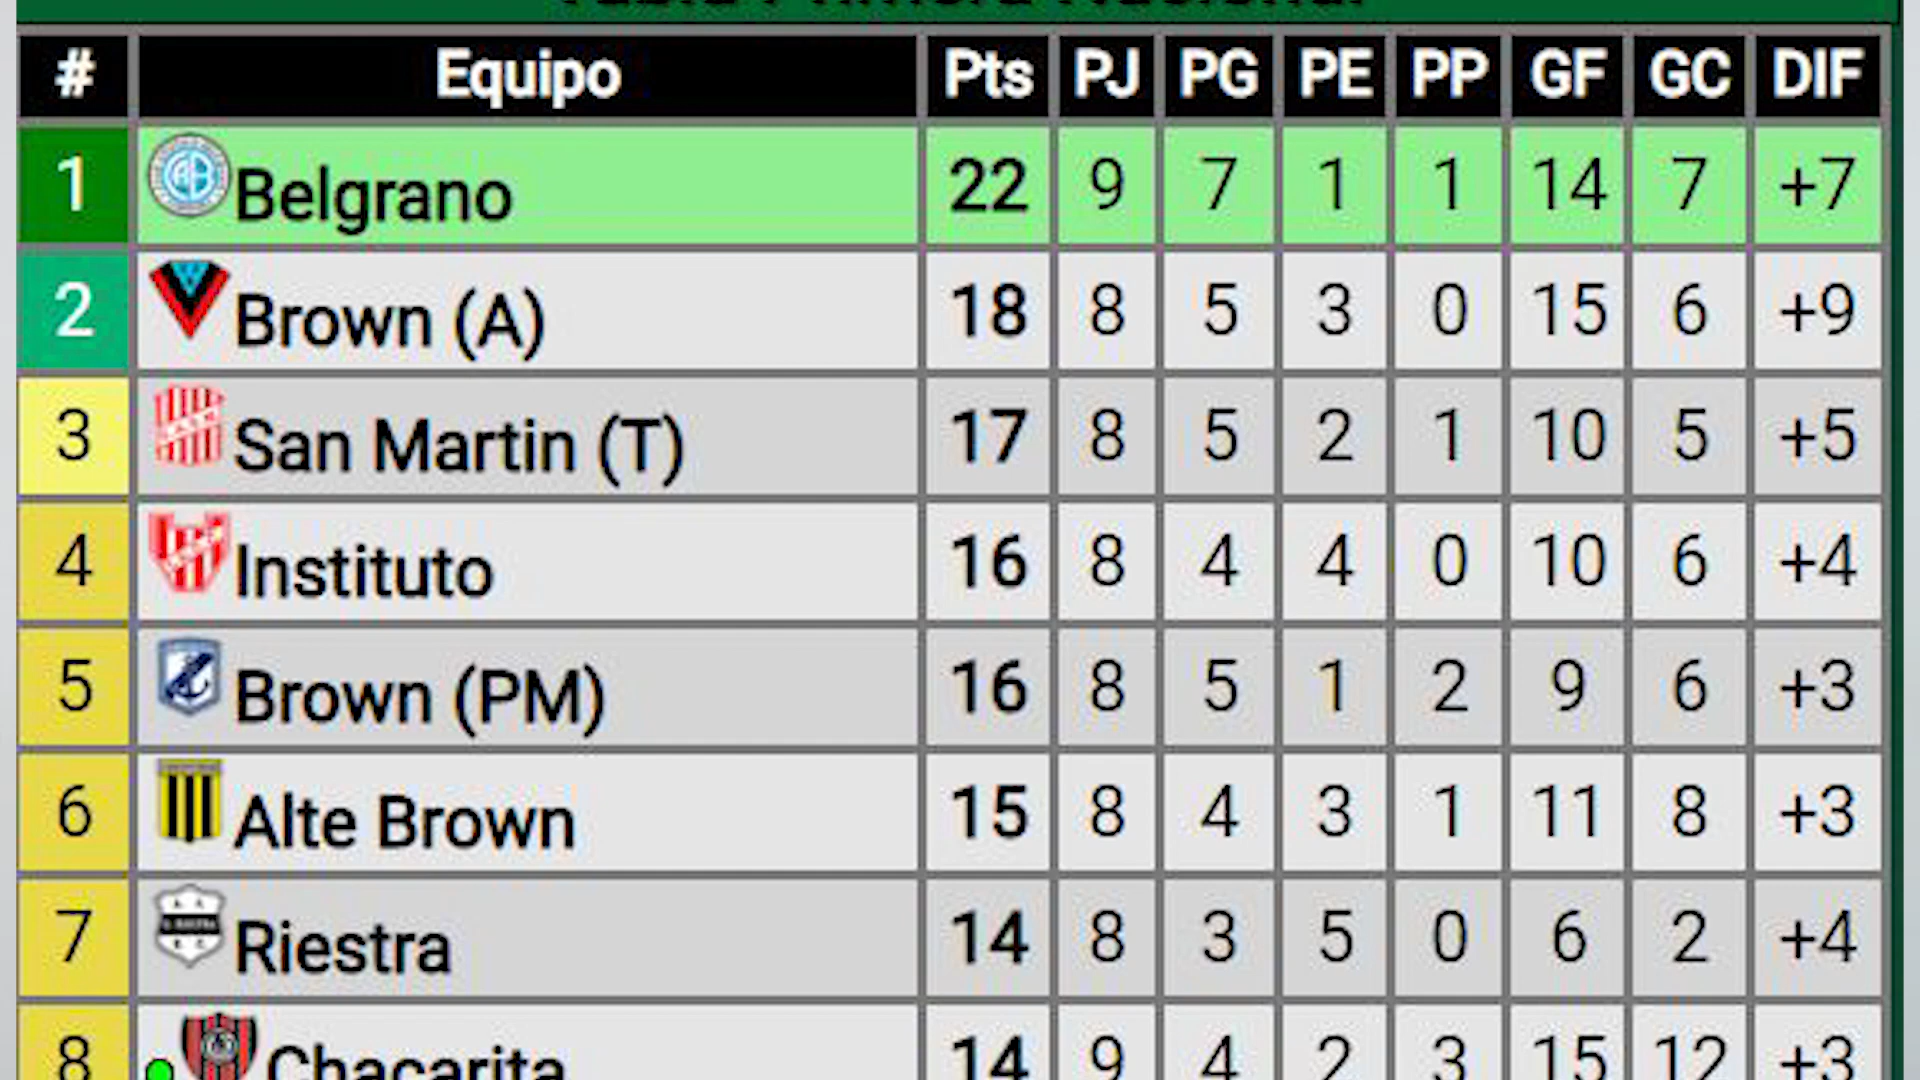 Tabla Primera Nacional
# Equipo Pts PJ PG PE PP GF GC DIF
1 Belgrano 22 9 7 1 1 14 7 +7
2 Brown (A) 18 8 5 3 0 15 6 +9
3 San Martin (T) 17 8 5 2 1 10 5 +5
4 Instituto 16 8 4 4 0 10 6 +4
5 Brown (PM) 16 8 5 1 2 9 6 +3
6 Alte Brown 15 8 4 3 1 11 8 +3
7 Riestra 14 8 3 5 0 6 2 +4
8 Chacarita 14 9 4 2 3 15 12 +3